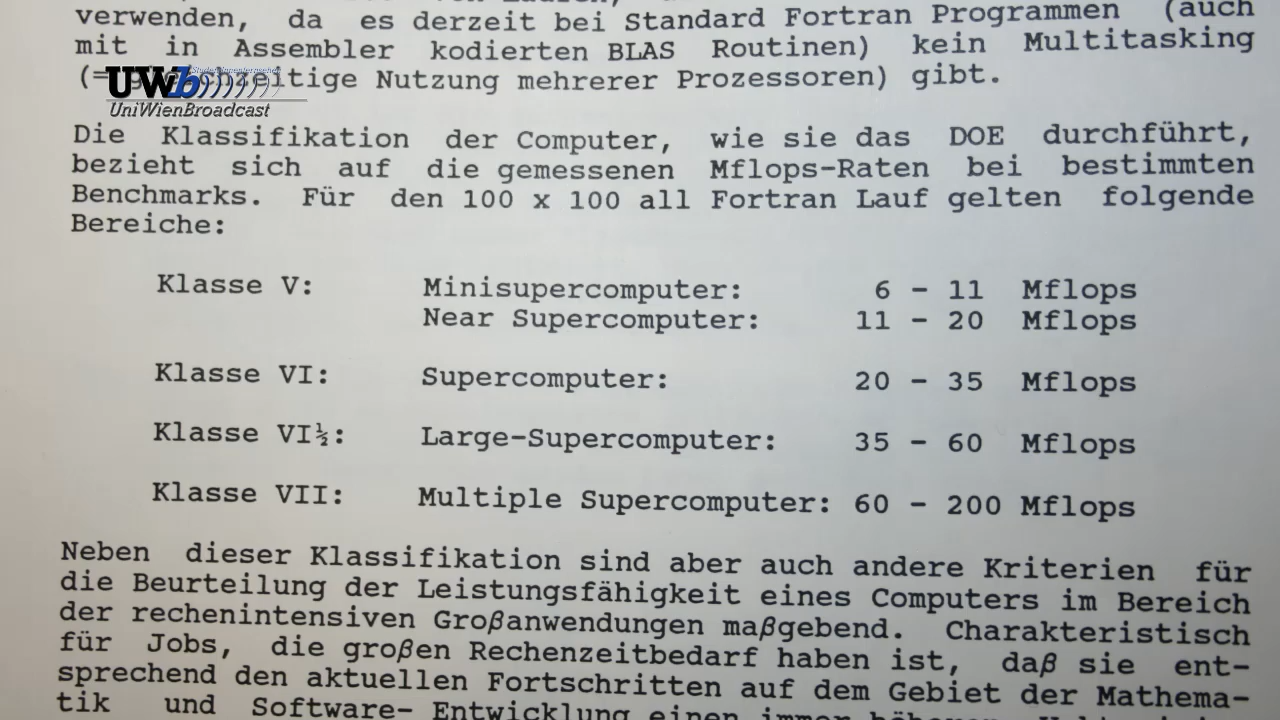 verwenden, da es derzeit bei Standard Fortran Programmen (auch
mit in Assembler kodierten BLAS Routinen) kein Multitasking
Nutzung mehrerer Prozessoren) gibt.
UWb
UniWienBroadcast
Die Klassifikation der Computer, wie sie das DOE durchführt,
bezieht sich auf die gemessenen Mflops-Raten bei bestimmten
Benchmarks. Für den 100 x 100 all Fortran Lauf gelten folgende
Bereiche:
Klasse V: Minisupercomputer: 6 - 11 Mflops
Near Supercomputer: 11 - 20 Mflops
Klasse VI: Supercomputer: 20 - 35 Mflops
Klasse VI½: Large-Supercomputer: 35 - 60 Mflops
Klasse VII: Multiple Supercomputer: 60 - 200 Mflops
Neben dieser Klassifikation sind aber auch andere Kriterien für
die Beurteilung der Leistungsfähigkeit eines Computers im Bereich
der rechenintensiven Großanwendungen maßgebend. Charakteristisch
für Jobs, die großen Rechenzeitbedarf haben ist, daß sie ent-
sprechend den aktuellen Fortschritten auf dem Gebiet der Mathema-
tik und Software- Entwicklung einen immer